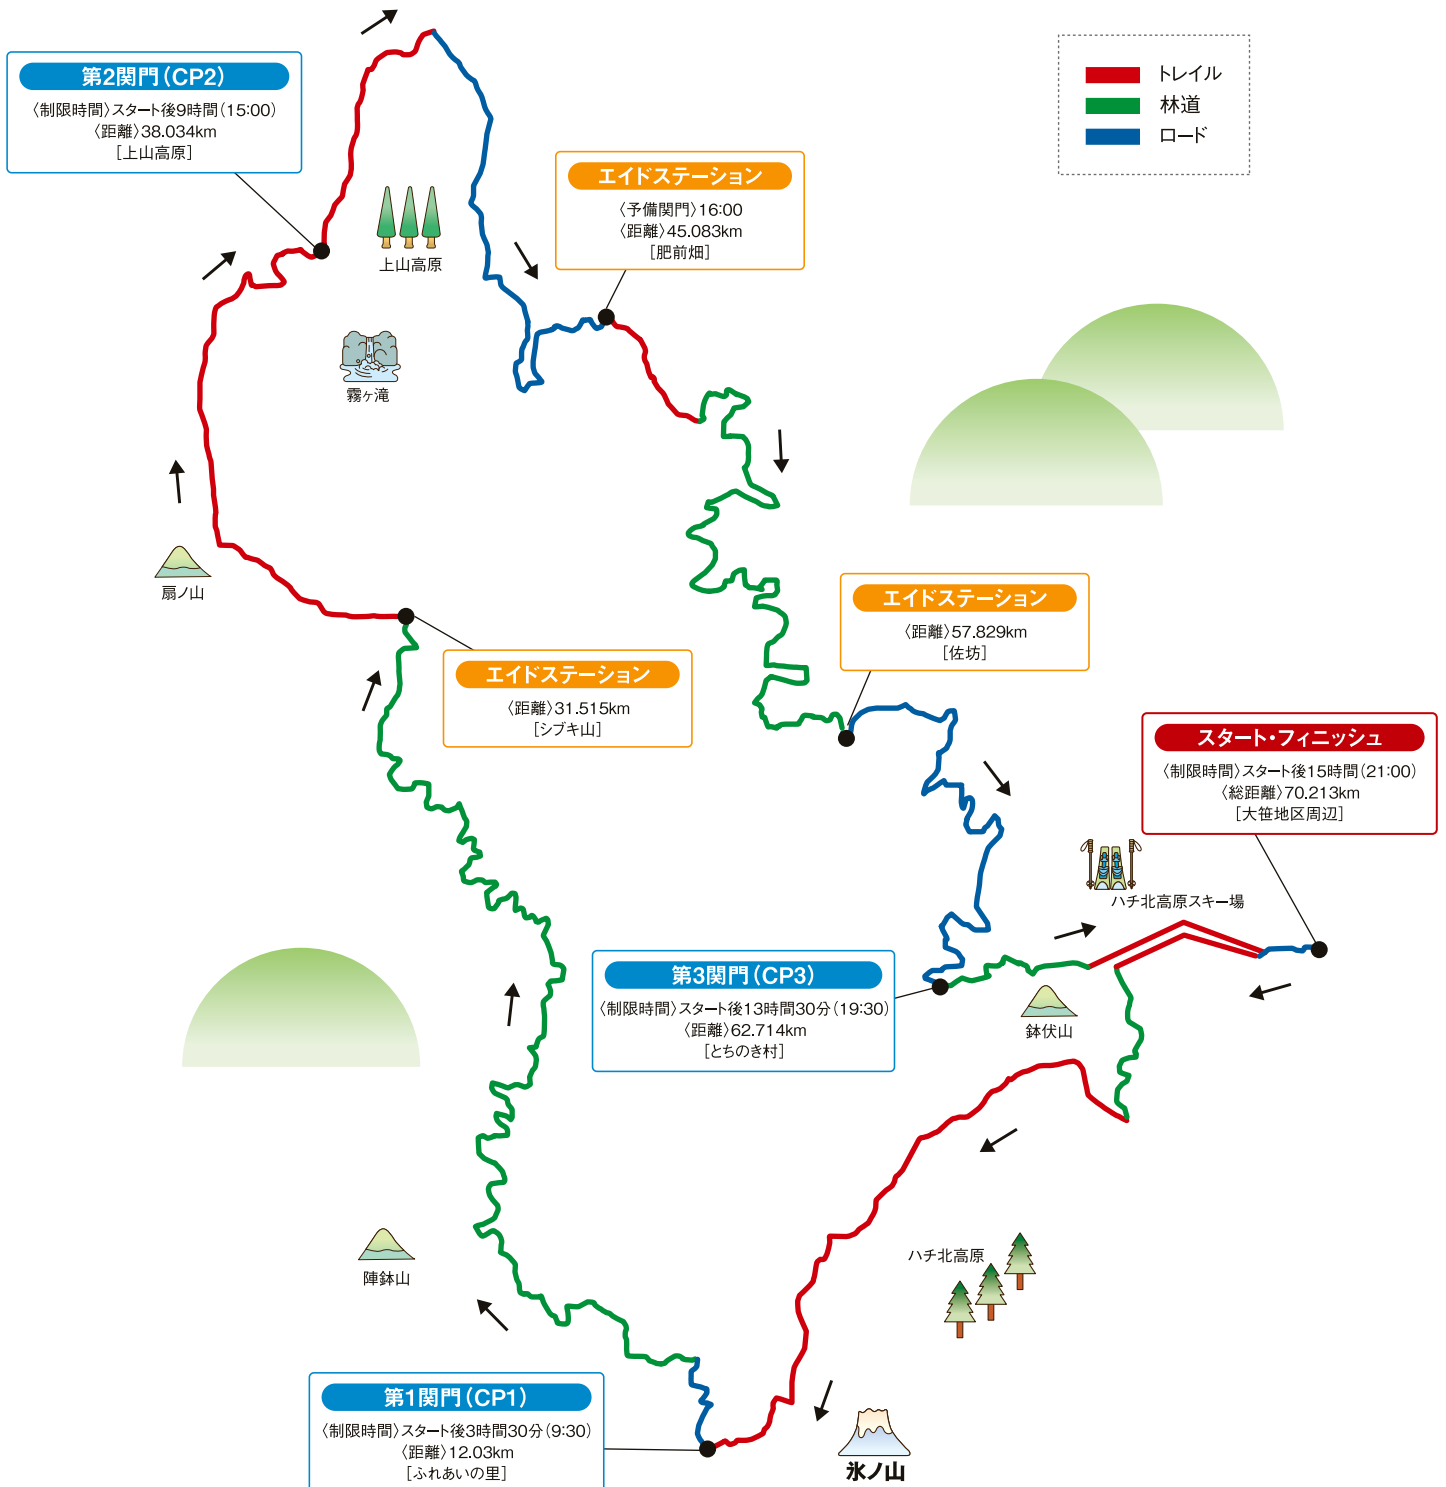 トレイル
林道
ロード
第2関門(CP2)
〈制限時間〉スタート後9時間(15:00)
〈距離〉38.034km
[上山高原]
エイドステーション
〈予備関門〉16:00
〈距離〉45.083km
[肥前畑]
上山高原
霧ヶ滝
扇ノ山
エイドステーション
〈距離〉57.829km
[佐坊]
エイドステーション
〈距離〉31.515km
[シブキ山]
スタート・フィニッシュ
〈制限時間〉スタート後15時間(21:00)
〈総距離〉70.213km
[大笹地区周辺]
ハチ北高原スキー場
第3関門(CP3)
〈制限時間〉スタート後13時間30分(19:30)
〈距離〉62.714km
[とちのき村]
鉢伏山
ハチ北高原
陣鉢山
第1関門(CP1)
〈制限時間〉スタート後3時間30分(9:30)
〈距離〉12.03km
[ふれあいの里]
氷ノ山